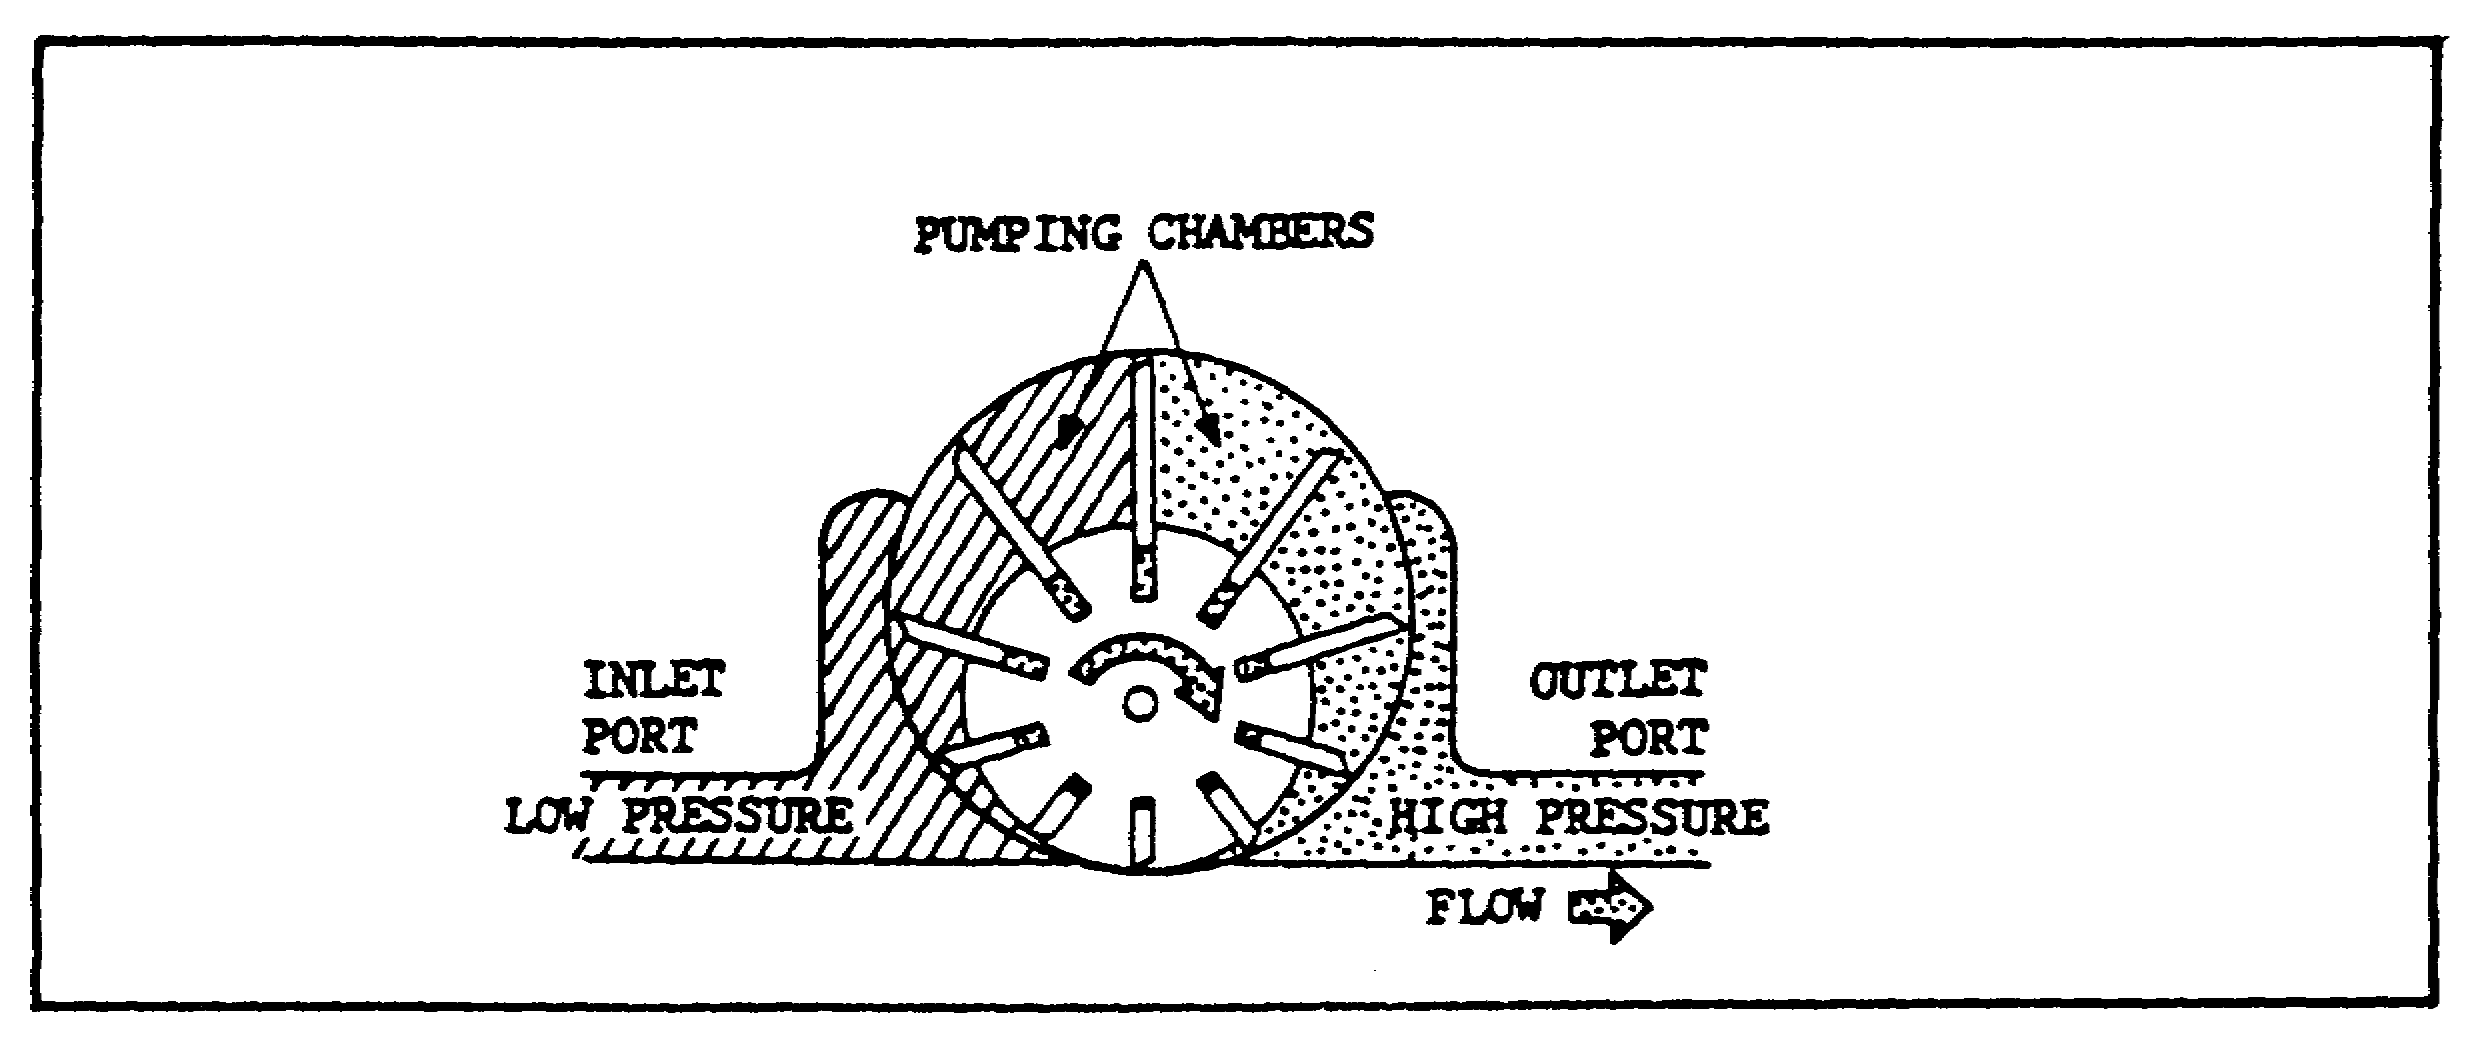 PUMPING CHAMBERS
INLET
PORT
OUTLET
PORT
LOW PRESSURE
HIGH PRESSURE
FLOW